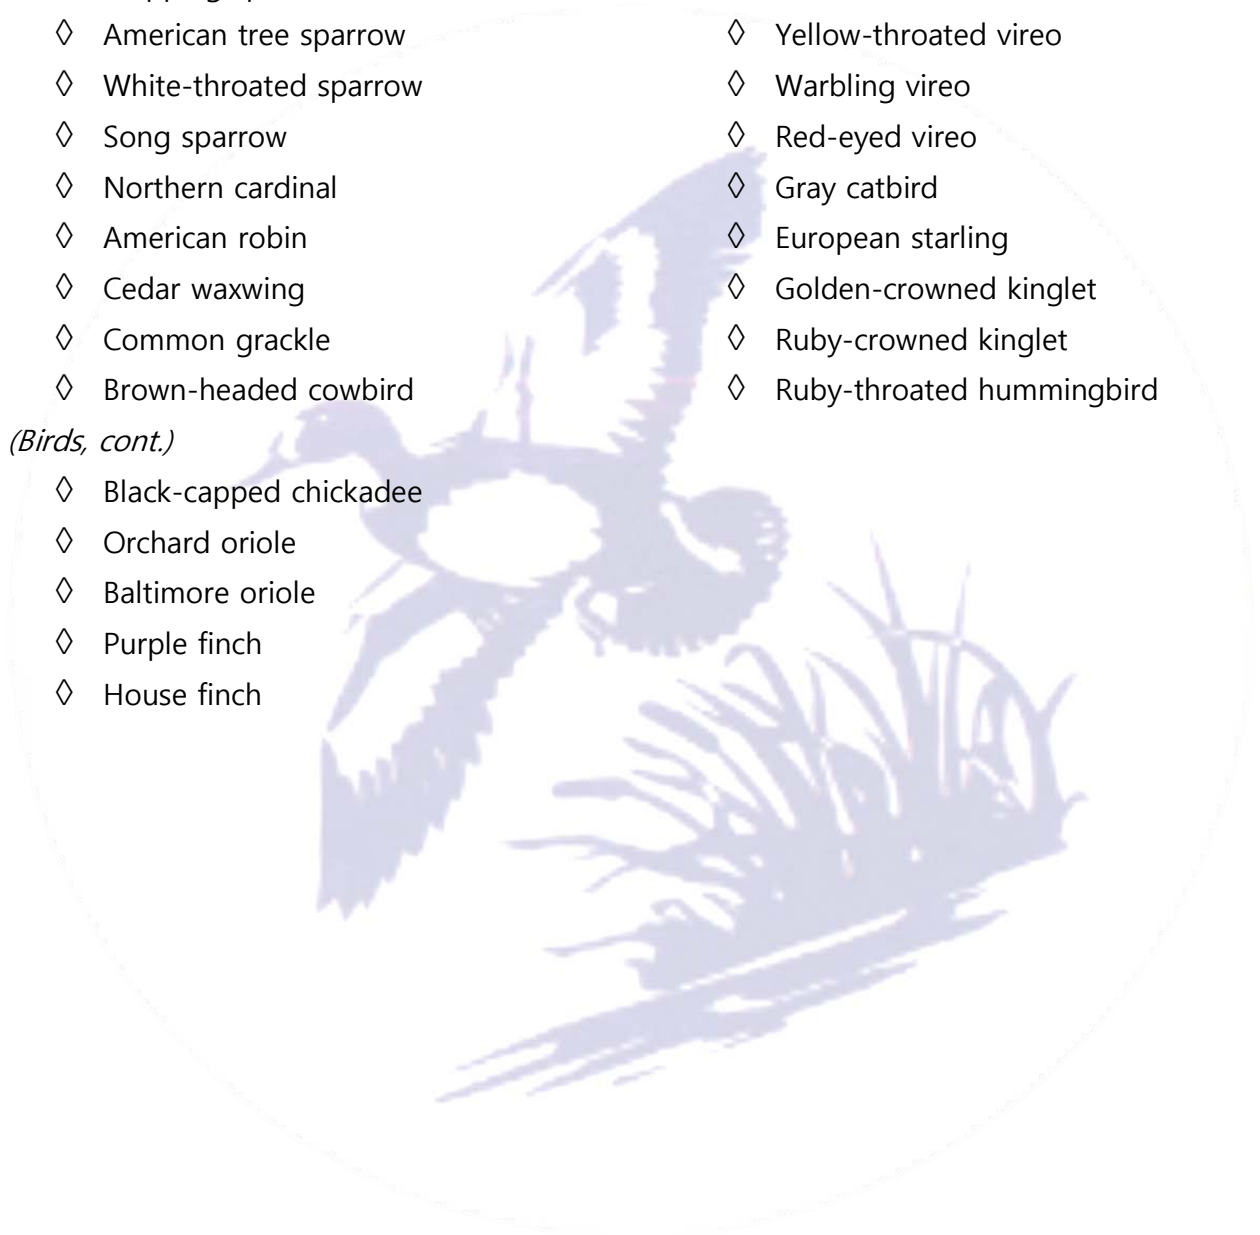 American tree sparrow
White-throated sparrow
Song sparrow
Northern cardinal
American robin
Cedar waxwing
Common grackle
Brown-headed cowbird
Yellow-throated vireo
Warbling vireo
Red-eyed vireo
Gray catbird
European starling
Golden-crowned kinglet
Ruby-crowned kinglet
Ruby-throated hummingbird
(Birds, cont.)
Black-capped chickadee
Orchard oriole
Baltimore oriole
Purple finch
House finch